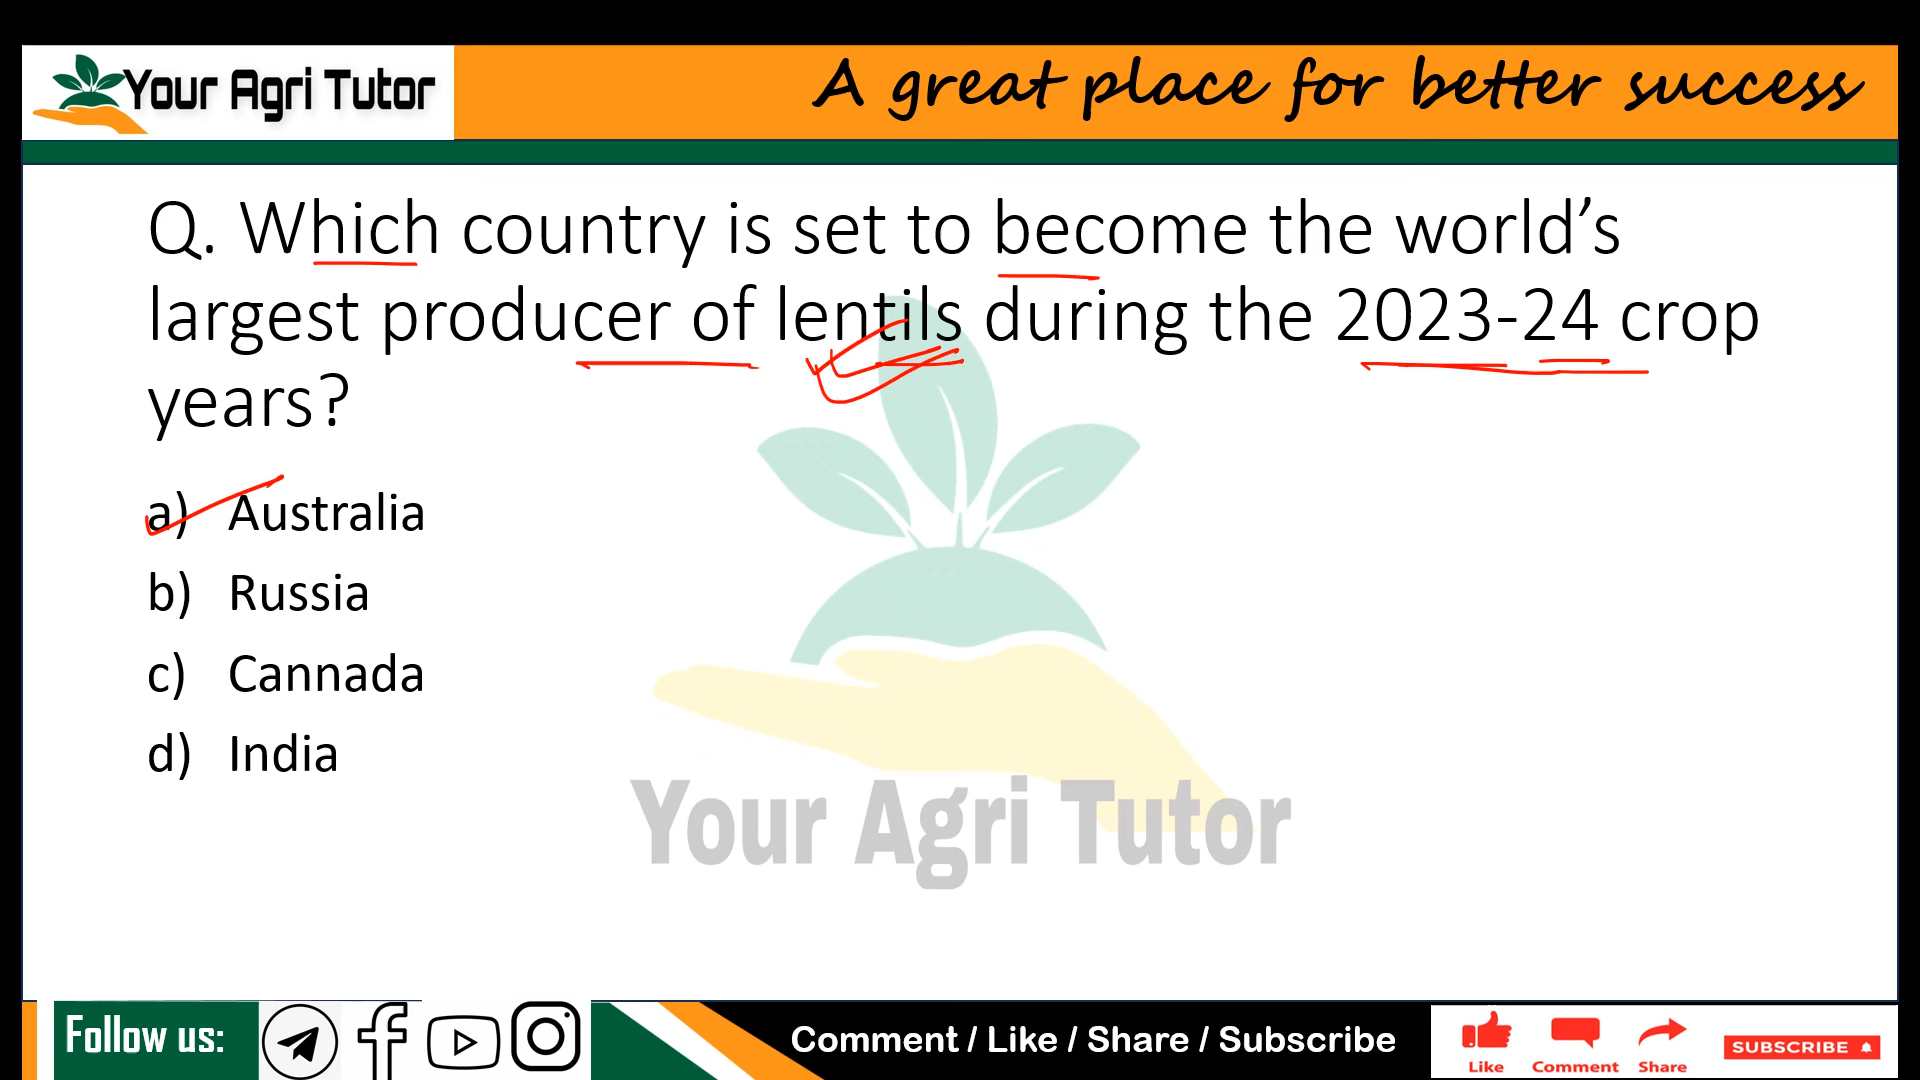 Your Agri Tutor
A great place for better success
Q. Which country is set to become the world’s
largest producer of lentils during the 2023-24 crop
years?
a) Australia
b) Russia
c) Cannada
d) India
Your Agri Tutor
Follow us:
Comment / Like / Share / Subscribe
Like Comment Share SUBSCRIBE